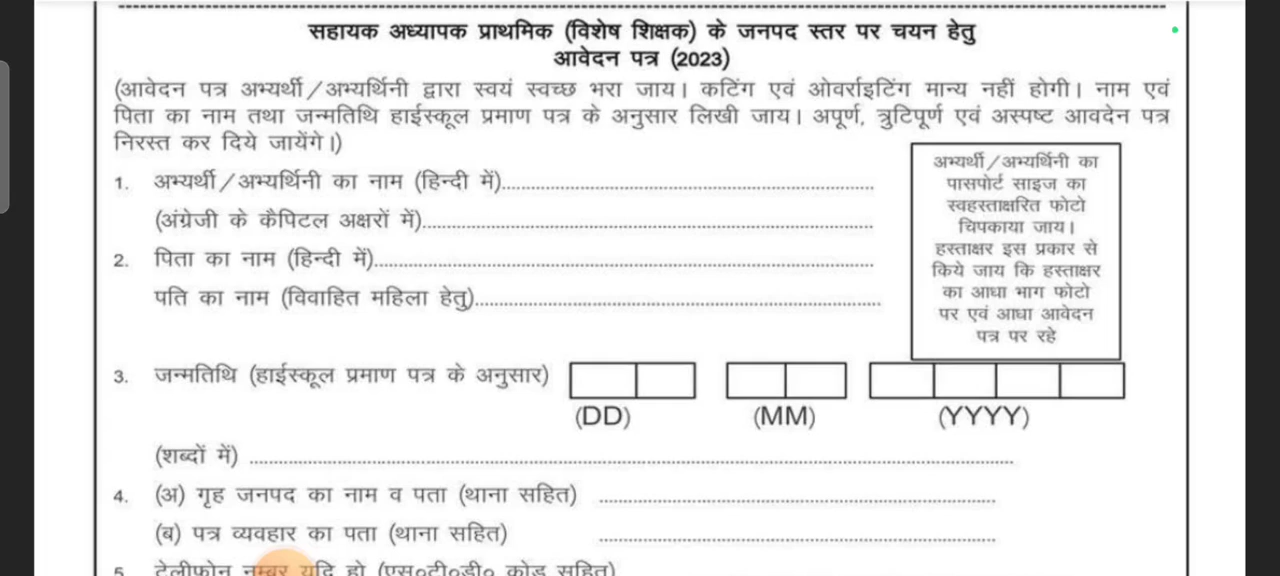 सहायक अध्यापक प्राथमिक (विशेष शिक्षक) के जनपद स्तर पर चयन हेतु
आवेदन पत्र (2023)
(आवेदन पत्र अभ्यर्थी/अभ्यर्थिनी द्वारा स्वयं स्वच्छ भरा जाय। कटिंग एवं ओवर्राइटिंग मान्य नहीं होगी। नाम एवं
पिता का नाम तथा जन्मतिथि हाईस्कूल प्रमाण पत्र के अनुसार लिखी जाय। अपूर्ण, त्रुटिपूर्ण एवं अस्पष्ट आवदेन पत्र
निरस्त कर दिये जायेंगे।)
अभ्यर्थी/अभ्यर्थिनी का
पासपोर्ट साइज का
स्वहस्ताक्षरित फोटो
चिपकाया जाय।
हस्ताक्षर इस प्रकार से
किये जाय कि हस्ताक्षर
का आधा भाग फोटो
पर एवं आधा आवेदन
पत्र पर रहे
1. अभ्यर्थी/अभ्यर्थिनी का नाम (हिन्दी में)
(अंग्रेजी के कैपिटल अक्षरों में)
2. पिता का नाम (हिन्दी में)
पति का नाम (विवाहित महिला हेतु)
3. जन्मतिथि (हाईस्कूल प्रमाण पत्र के अनुसार)
(DD) (MM) (YYYY)
(शब्दों में)
4. (अ) गृह जनपद का नाम व पता (थाना सहित)
(ब) पत्र व्यवहार का पता (थाना सहित)
5. टेलीफोन नम्बर यदि हो (एस०टी०डी० कोड सहित)